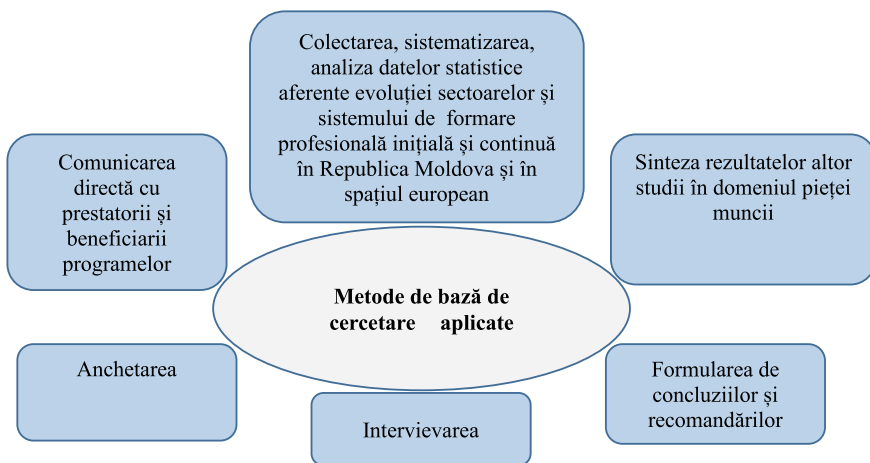 Colectarea, sistematizarea,
analiza datelor statistice
aferente evoluției sectoarelor și
sistemului de formare
profesională inițială și continuă
în Republica Moldova și în
spațiul european
Comunicarea
directă cu
prestatorii și
beneficiarii
programelor
Sinteza rezultatelor altor
studii în domeniul pieței
muncii
Metode de bază de
cercetare aplicate
Anchetarea
Intervievarea
Formularea de
concluziilor și
recomandărilor